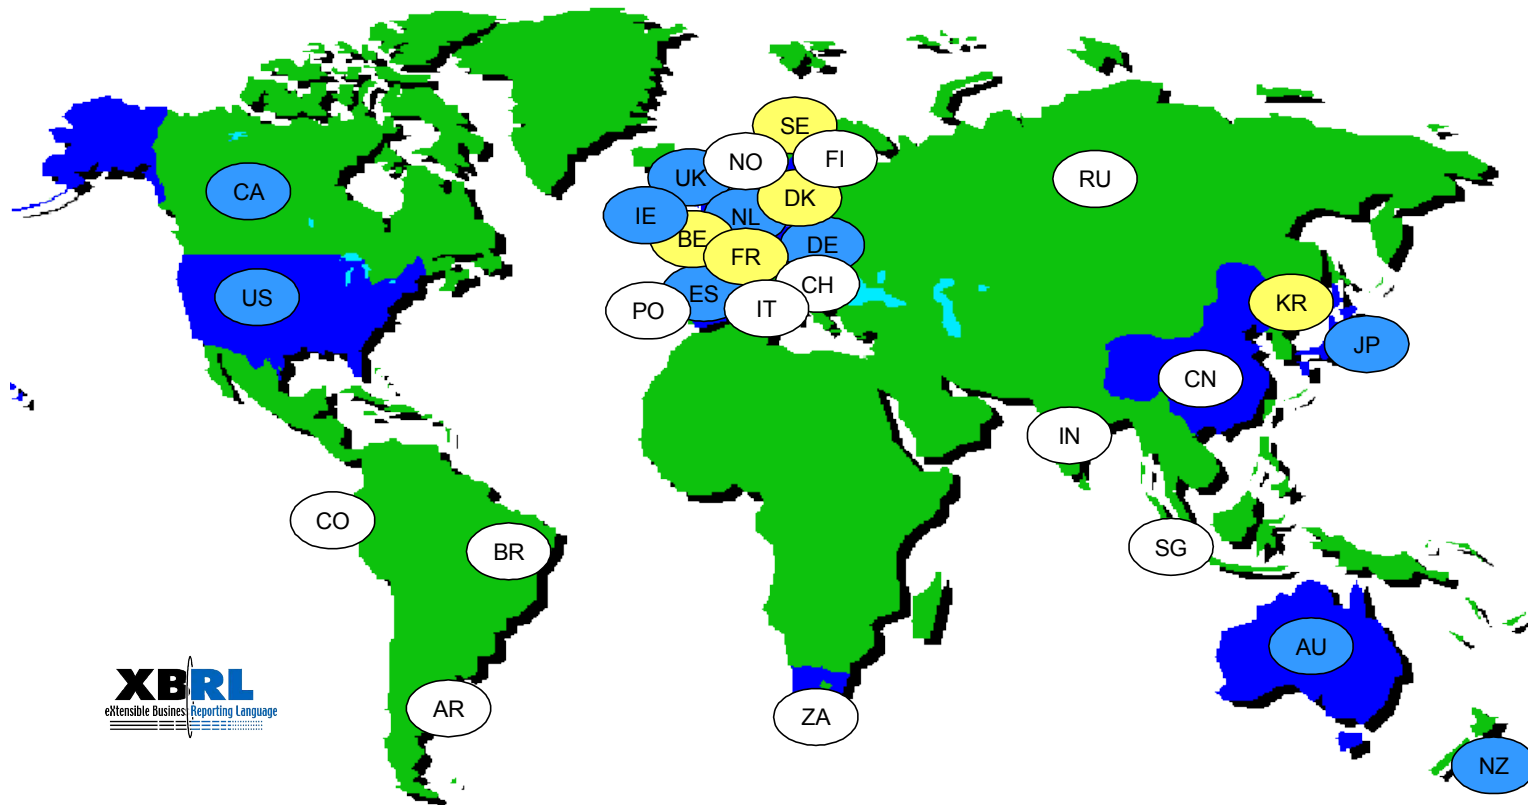 SE
NO
FI
UK
CA
RU
DK
IE
NL
BE
DE
FR
CH
US
ES
KR
PO
IT
JP
CN
IN
CO
SG
BR
AU
XBRL
eXtensible Busines Reporting Language
AR
ZA
NZ